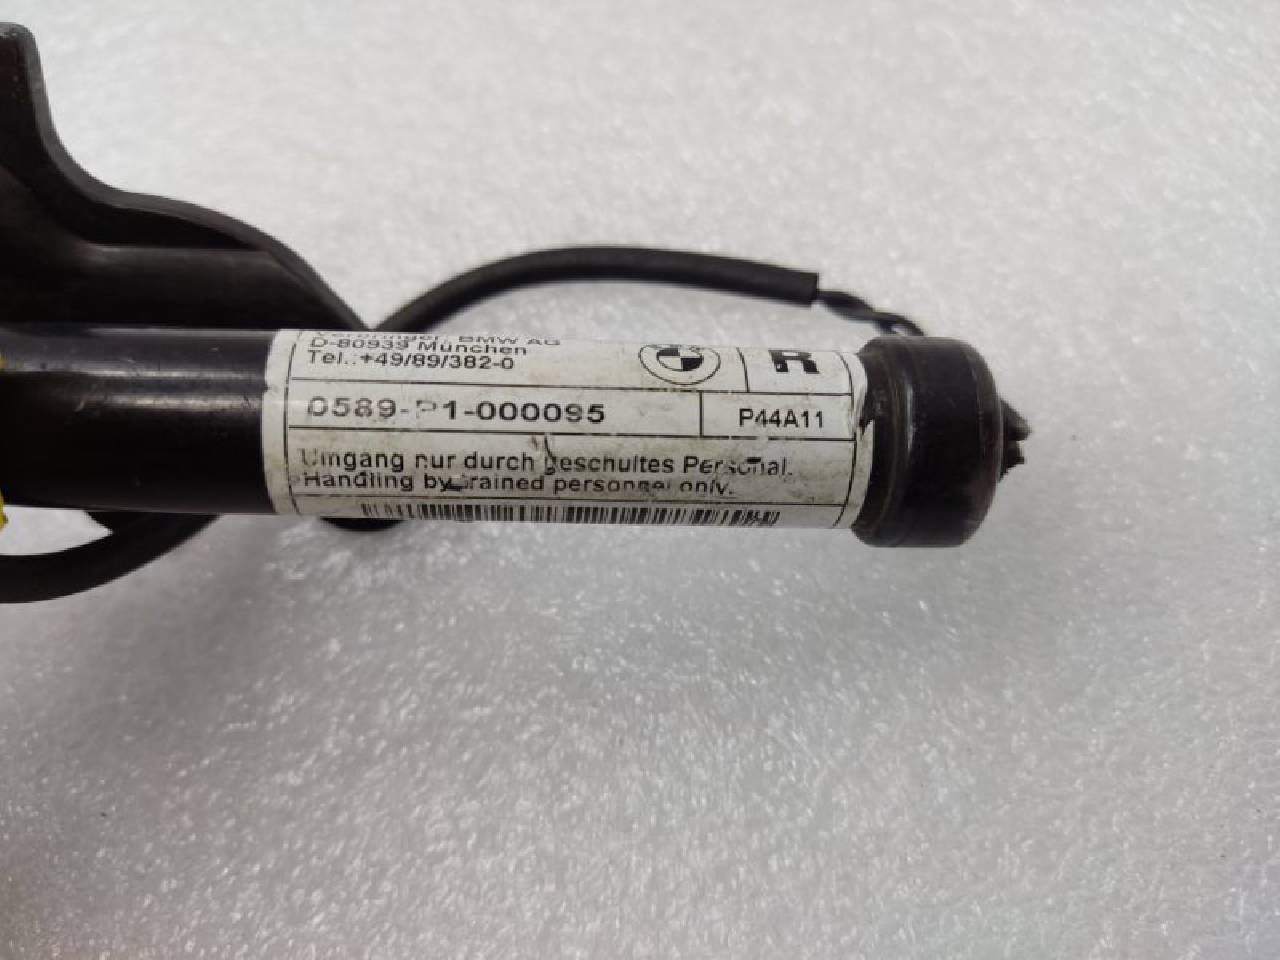 BMW AG
D-80939 München
Tel.:+49/89/382-0
R
0589-P1-000095
P44A11
Umgang nur durch geschultes Personal.
Handling by trained personnel only.